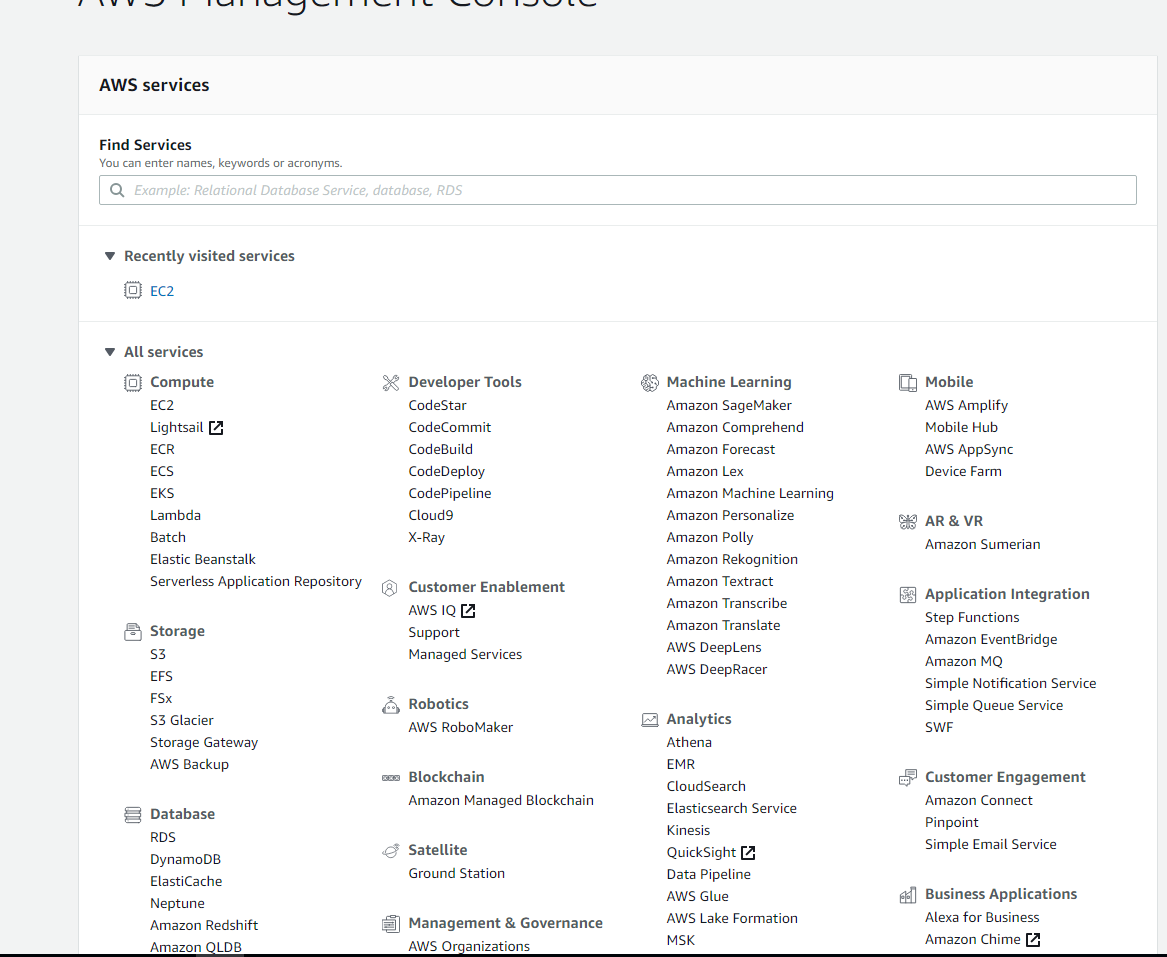 AWS Management Console
AWS services
Find Services
You can enter names, keywords or acronyms.
Example: Relational Database Service, database, RDS
Recently visited services
EC2
All services
Compute
EC2
Lightsail
ECR
ECS
EKS
Lambda
Batch
Elastic Beanstalk
Serverless Application Repository
Storage
S3
EFS
FSx
S3 Glacier
Storage Gateway
AWS Backup
Database
RDS
DynamoDB
ElastiCache
Neptune
Amazon Redshift
Amazon QLDB
Developer Tools
CodeStar
CodeCommit
CodeBuild
CodeDeploy
CodePipeline
Cloud9
X-Ray
Customer Enablement
AWS IQ
Support
Managed Services
Robotics
AWS RoboMaker
Blockchain
Amazon Managed Blockchain
Satellite
Ground Station
Management & Governance
AWS Organizations
Machine Learning
Amazon SageMaker
Amazon Comprehend
Amazon Forecast
Amazon Lex
Amazon Machine Learning
Amazon Personalize
Amazon Polly
Amazon Rekognition
Amazon Textract
Amazon Transcribe
Amazon Translate
AWS DeepLens
AWS DeepRacer
Analytics
Athena
EMR
CloudSearch
Elasticsearch Service
Kinesis
QuickSight
Data Pipeline
AWS Glue
AWS Lake Formation
MSK
Mobile
AWS Amplify
Mobile Hub
AWS AppSync
Device Farm
AR & VR
Amazon Sumerian
Application Integration
Step Functions
Amazon EventBridge
Amazon MQ
Simple Notification Service
Simple Queue Service
SWF
Customer Engagement
Amazon Connect
Pinpoint
Simple Email Service
Business Applications
Alexa for Business
Amazon Chime